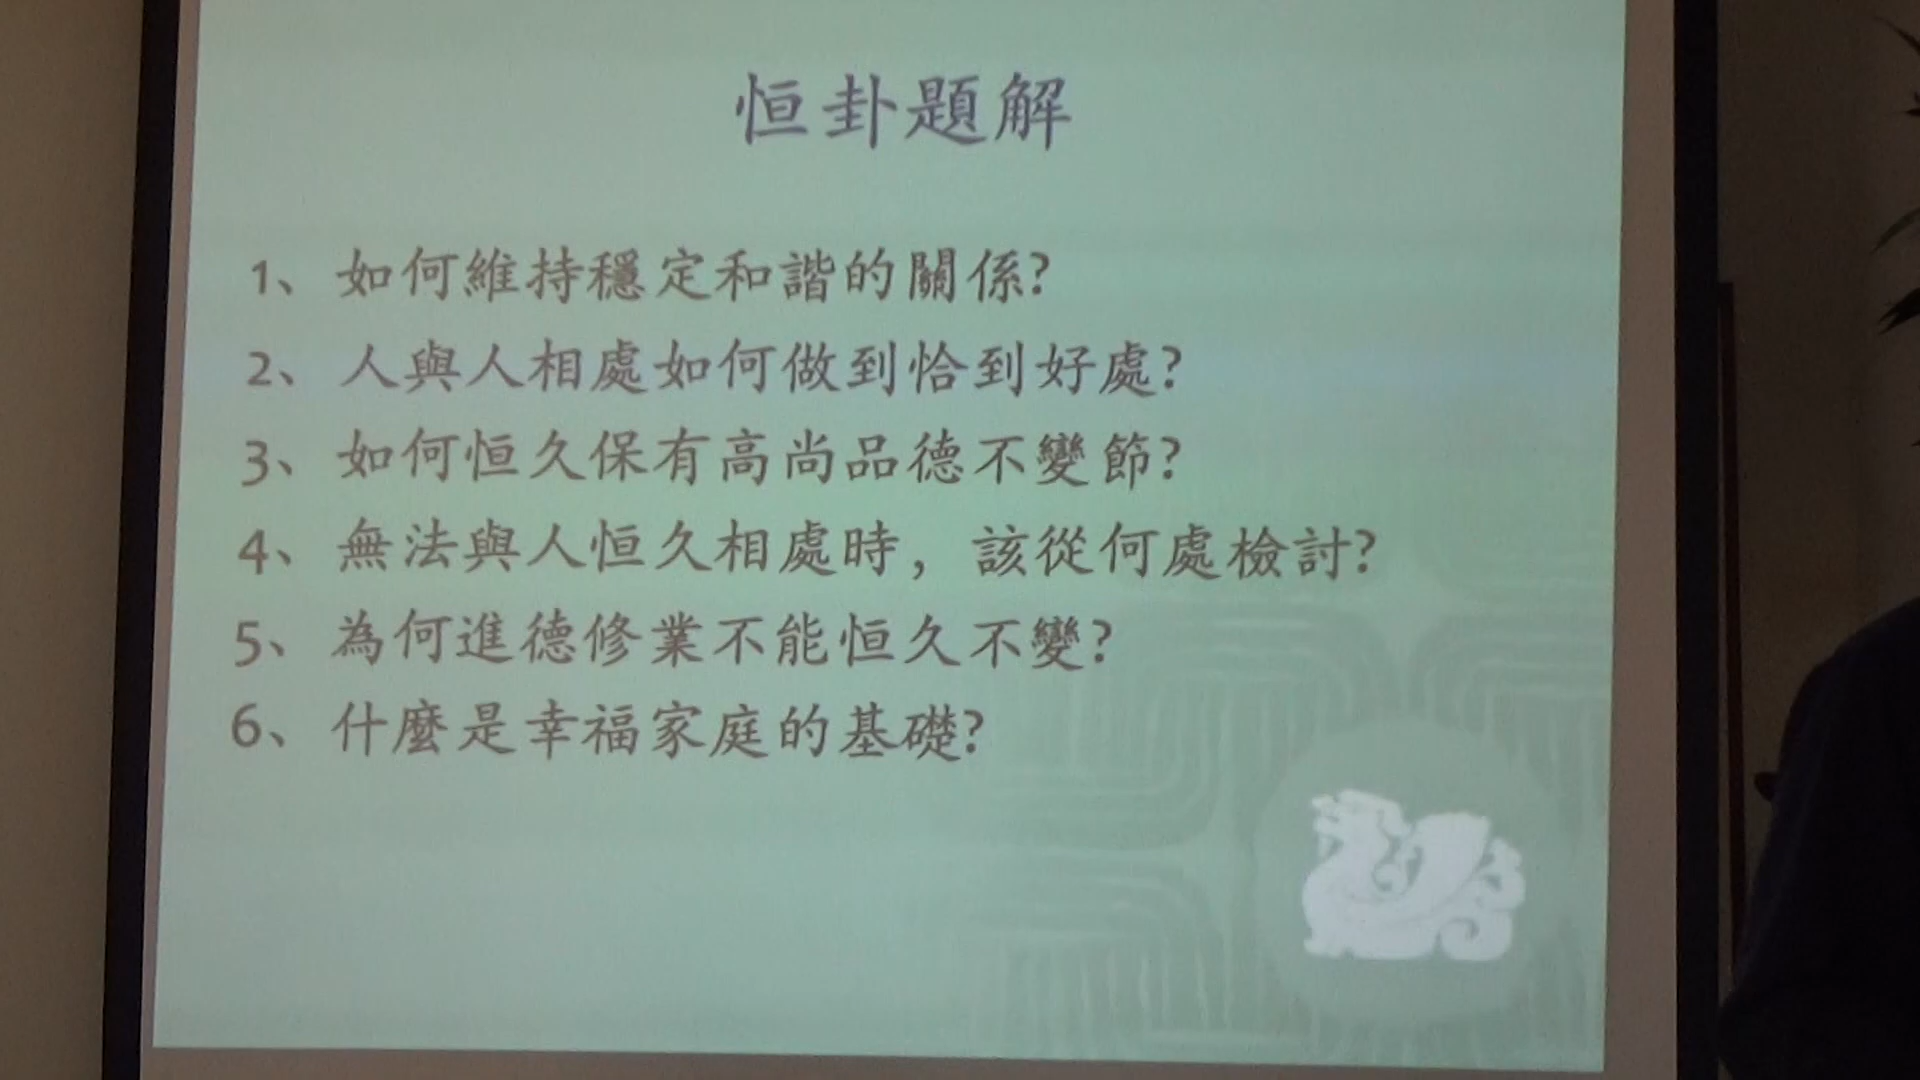 恒卦題解
1、如何維持穩定和諧的關係?
2、人與人相處如何做到恰到好處?
3、如何恒久保有高尚品德不變節?
4、無法與人恒久相處時，該從何處檢討?
5、為何進德修業不能恒久不變?
6、什麼是幸福家庭的基礎?